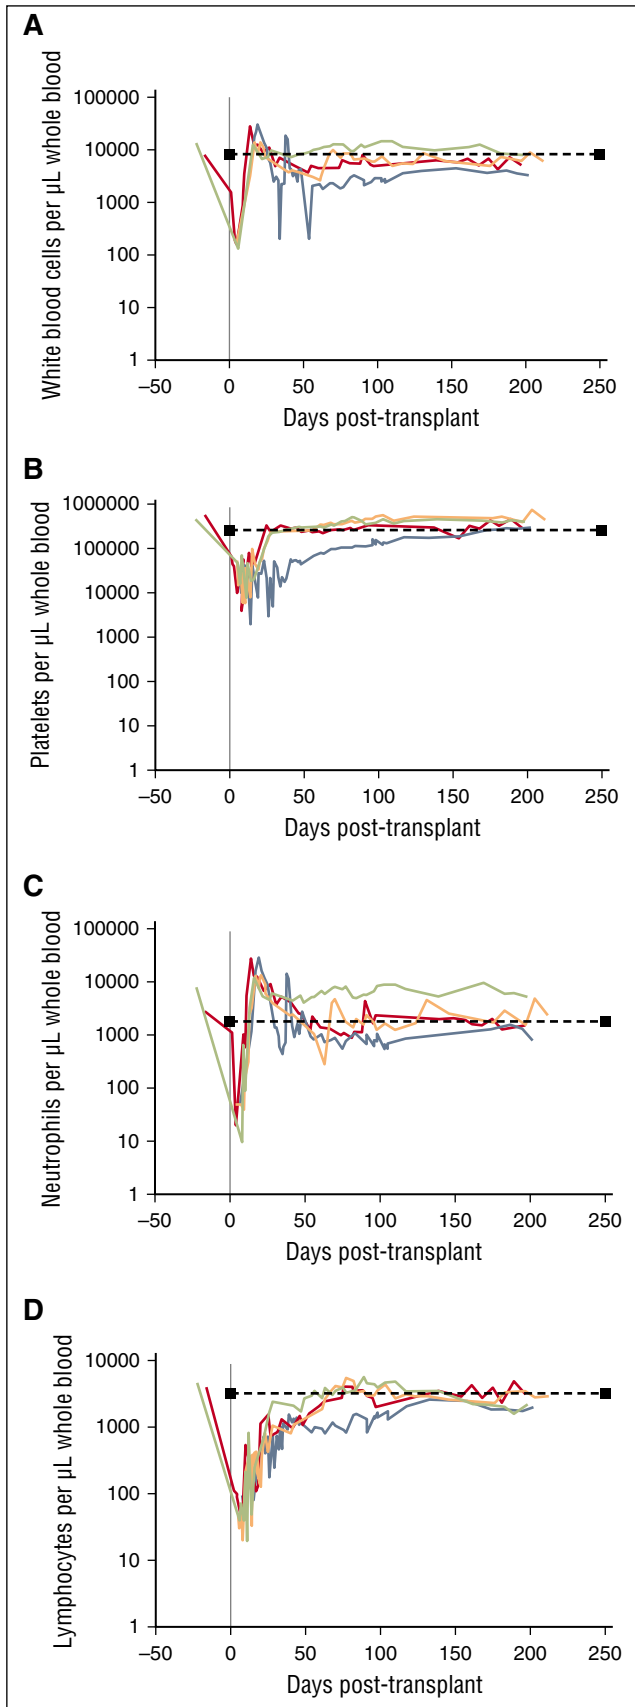 A
White blood cells per µL whole blood
100000
10000
1000
100
10
1
–50 0 50 100 150 200 250
Days post-transplant
B
Platelets per µL whole blood
1000000
100000
10000
1000
100
10
1
–50 0 50 100 150 200 250
Days post-transplant
C
Neutrophils per µL whole blood
100000
10000
1000
100
10
1
–50 0 50 100 150 200 250
Days post-transplant
D
Lymphocytes per µL whole blood
10000
1000
100
10
1
–50 0 50 100 150 200 250
Days post-transplant